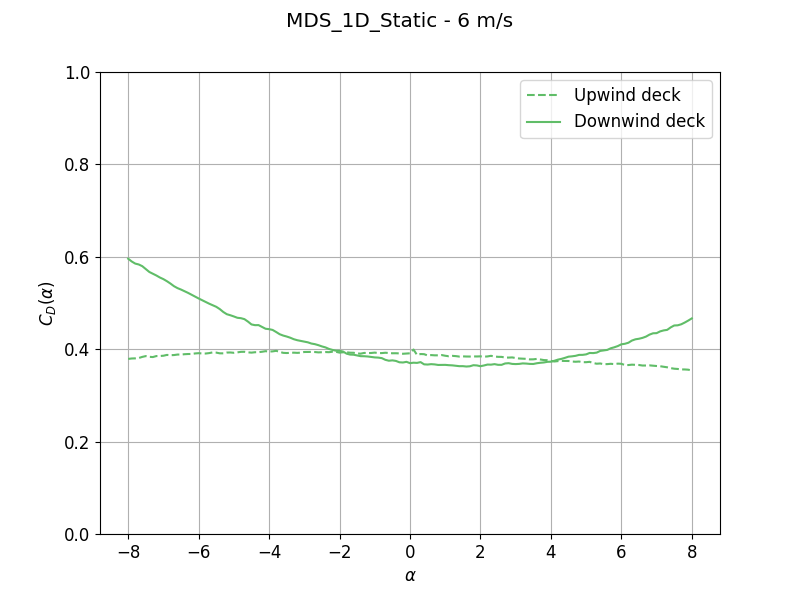 MDS_1D_Static - 6 m/s
Upwind deck
Downwind deck
1.0
0.8
0.6
0.4
0.2
0.0
C_D(α)
−8 −6 −4 −2 0 2 4 6 8
α